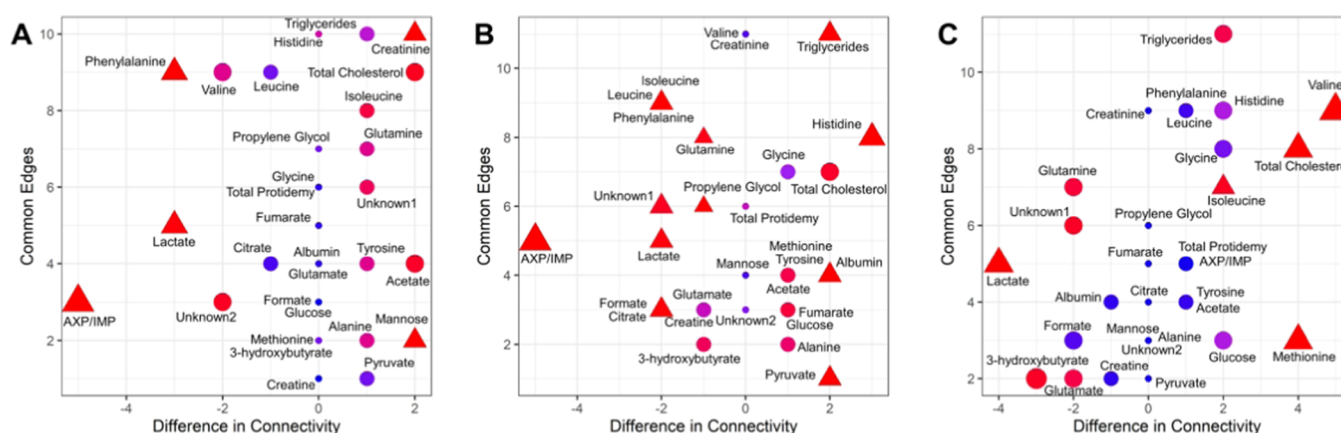 A
Common Edges
10
8
6
4
2
Triglycerides
Histidine
Creatinine
Phenylalanine
Valine
Leucine
Total Cholesterol
Isoleucine
Propylene Glycol
Glutamine
Glycine
Total Protidemy
Unknown1
Fumarate
Lactate
Citrate
Albumin
Glutamate
Tyrosine
Acetate
AXP/IMP
Unknown2
Formate
Glucose
Mannose
Alanine
Methionine
3-hydroxybutyrate
Pyruvate
Creatine
-4
-2
0
2
Difference in Connectivity
B
Common Edges
10
8
6
4
2
Valine
Creatinine
Triglycerides
Isoleucine
Leucine
Phenylalanine
Histidine
Glutamine
Glycine
Total Cholesterol
Propylene Glycol
Unknown1
Total Protidemy
AXP/IMP
Lactate
Mannose
Methionine
Tyrosine
Acetate
Albumin
Formate
Citrate
Glutamate
Creatine
Unknown2
Fumarate
Glucose
3-hydroxybutyrate
Alanine
Pyruvate
-4
-2
0
2
Difference in Connectivity
C
Common Edges
10
8
6
4
2
Triglycerides
Valine
Phenylalanine
Histidine
Creatinine
Leucine
Glycine
Total Cholester
Glutamine
Isoleucine
Unknown1
Propylene Glycol
Fumarate
Total Protidemy
AXP/IMP
Lactate
Albumin
Citrate
Tyrosine
Acetate
Formate
Mannose
Alanine
Unknown2
Glucose
Methionine
3-hydroxybutyrate
Glutamate
Creatine
Pyruvate
-4
-2
0
2
4
Difference in Connectivity